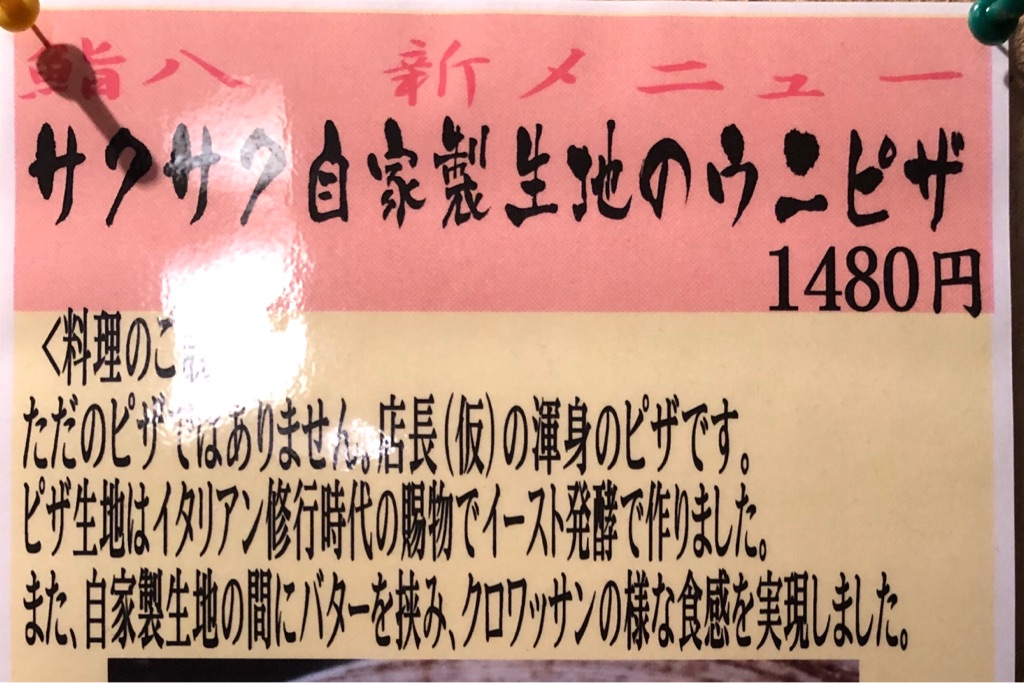 鮨八 新メニュー
サクサク自家製生地のウニピザ
1480円
<料理のご
ただのピザではありません。店長(仮)の渾身のピザです。
ピザ生地はイタリアン修行時代の賜物でイースト発酵で作りました。
また、自家製生地の間にバターを挟み、クロワッサンの様な食感を実現しました。